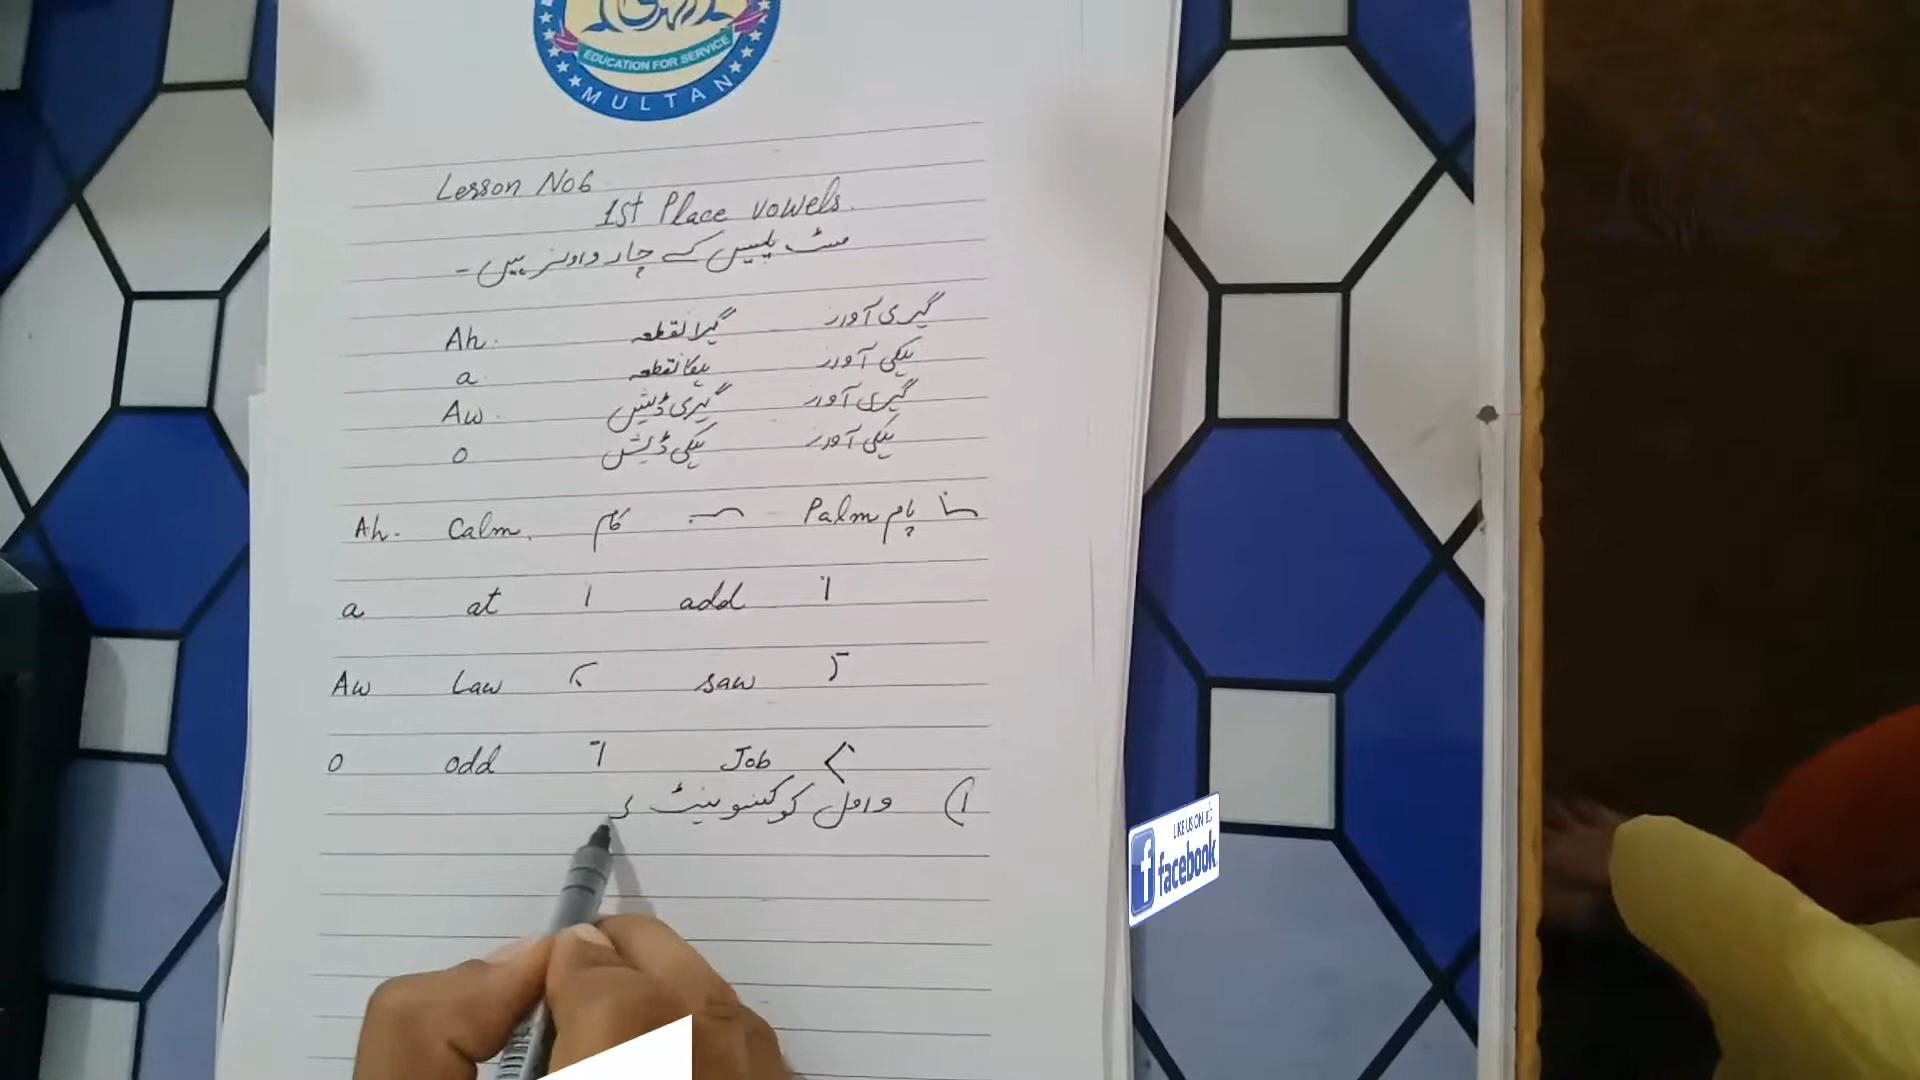 EDUCATION FOR SERVICE
MULTAN
Lesson No 6
1st Place vowels.
فسٹ پلیس کے چار واولز ہیں -
Ah. گہرا نقطہ گہری آواز
a ہلکا نقطہ ہلکی آواز
Aw. گہری ڈیش گہری آواز
o ہلکی ڈیش ہلکی آواز
Ah. Calm. کام Palm پام
a at add
Aw Law saw
o odd Job
1) واول کو کنسونینٹ
LIKE US ON
facebook